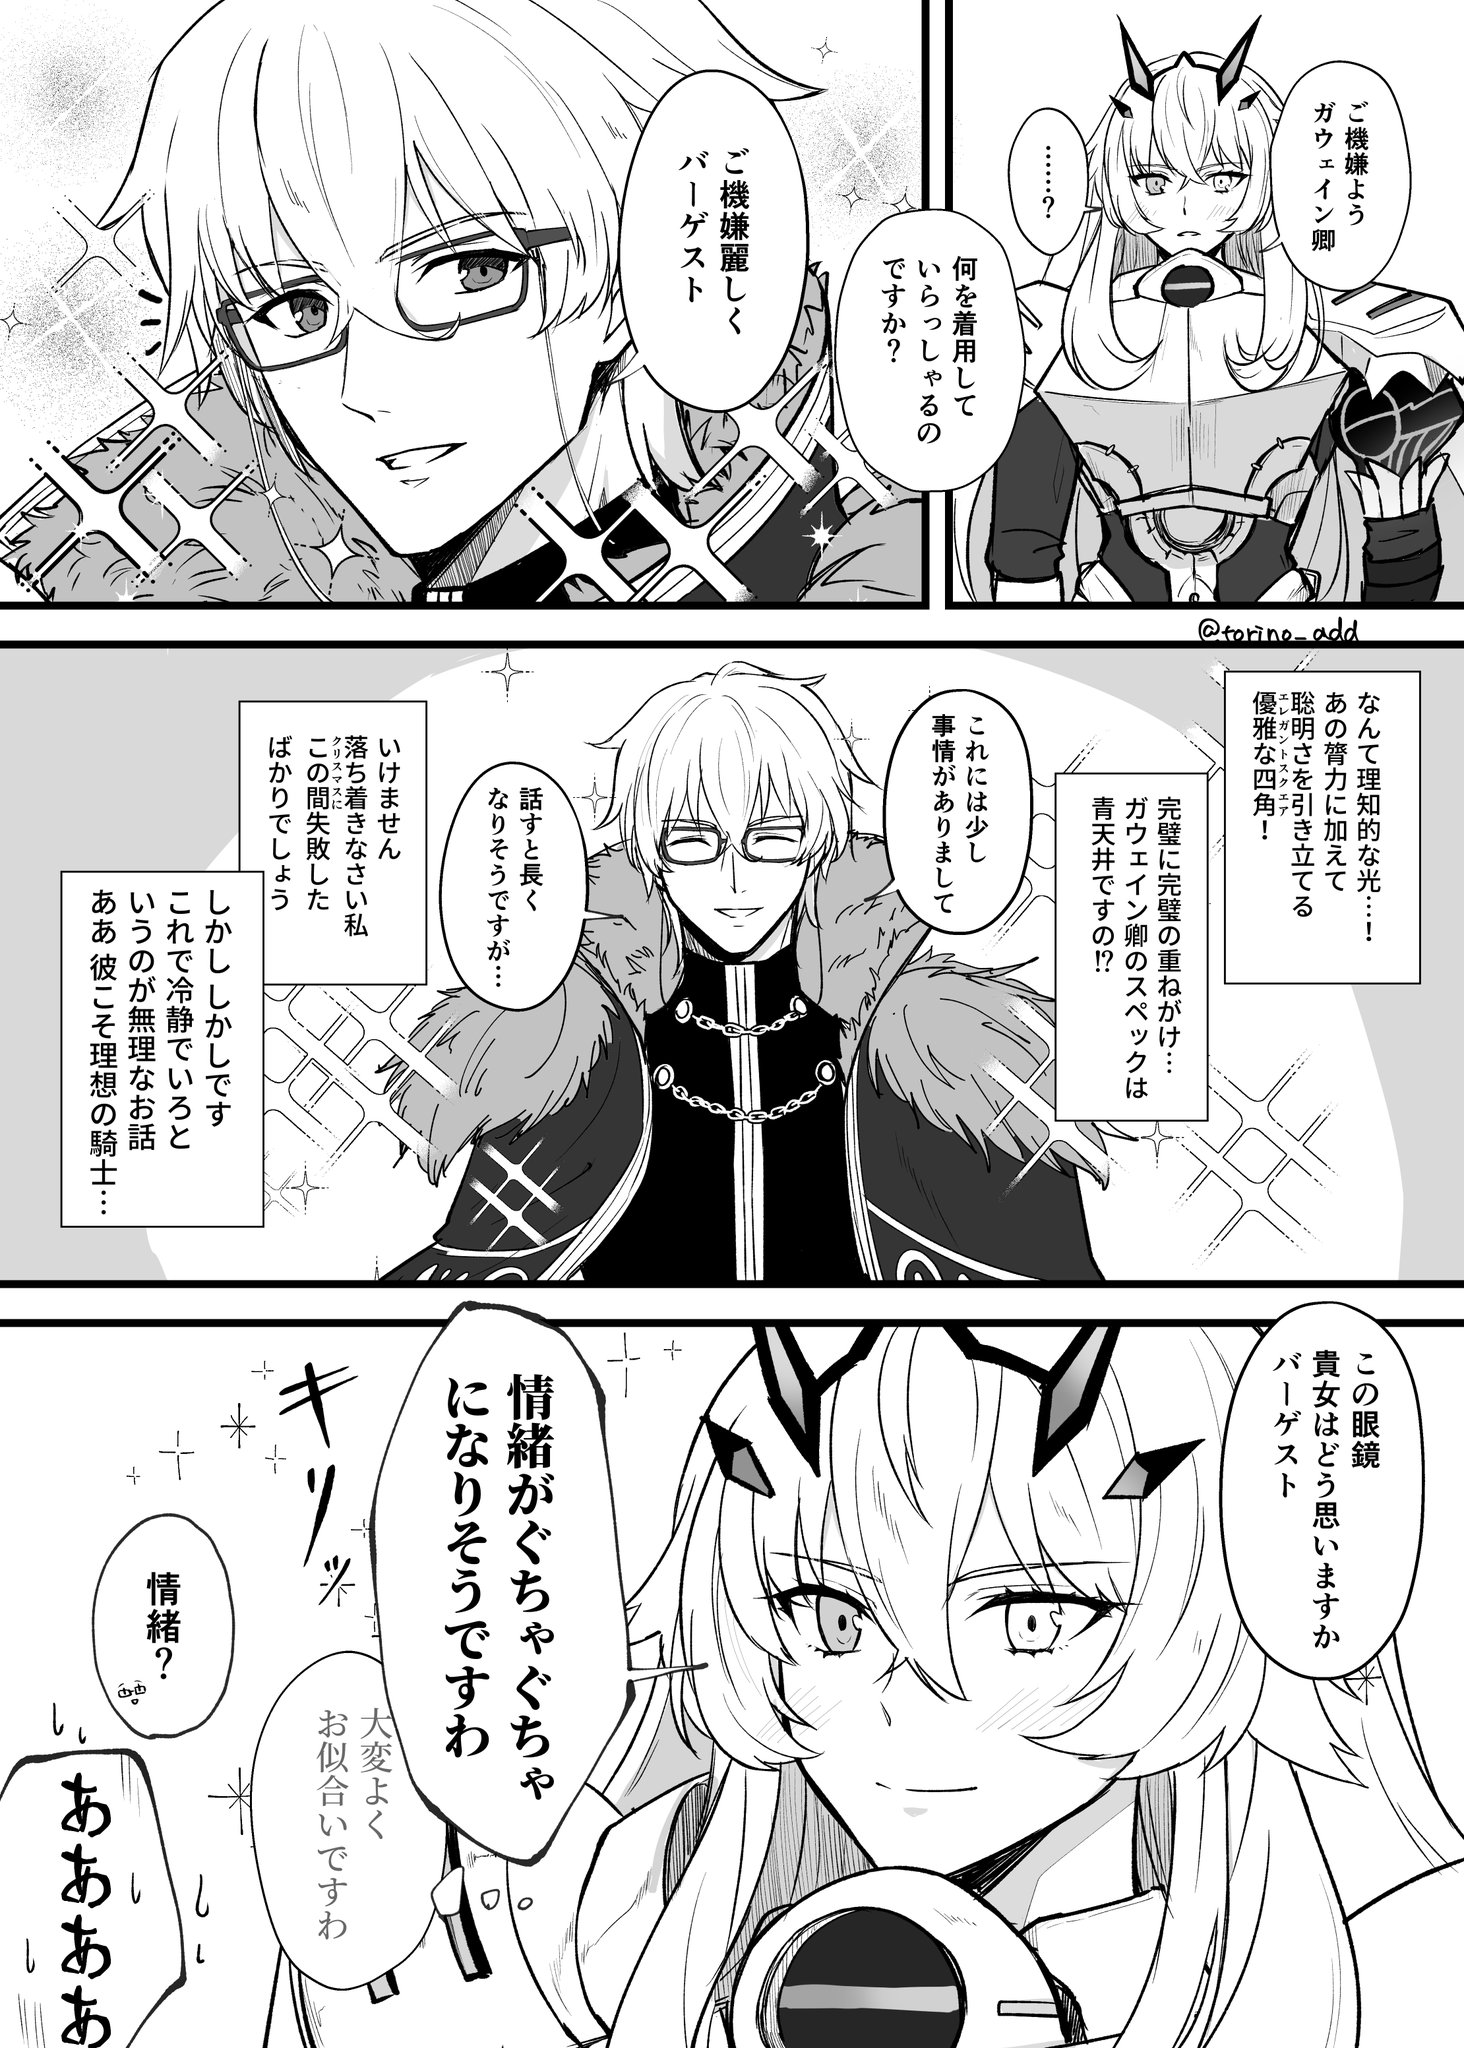 ご機嫌よう
ガウェイン卿
………？
何を着用して
いらっしゃるの
ですか？
ご機嫌麗しく
バーゲスト
@torino_add
なんて理知的な光…！
あの膂力に加えて
聡明さを引き立てる
優雅な四角！
エレガントスクエア
完璧に完璧の重ねがけ…
ガウェイン卿のスペックは
青天井ですの⁉
これには少し
事情がありまして
話すと長く
なりそうですが…
いけません
落ち着きなさい私
この間失敗した
クリスマスに
ばかりでしょう
しかししかしです
これで冷静でいろと
いうのが無理なお話
ああ 彼こそ理想の騎士…
この眼鏡
貴女はどう思いますか
バーゲスト
情緒がぐちゃぐちゃ
になりそうですわ
キリッ
大変よく
お似合いですわ
情緒？
ああああ